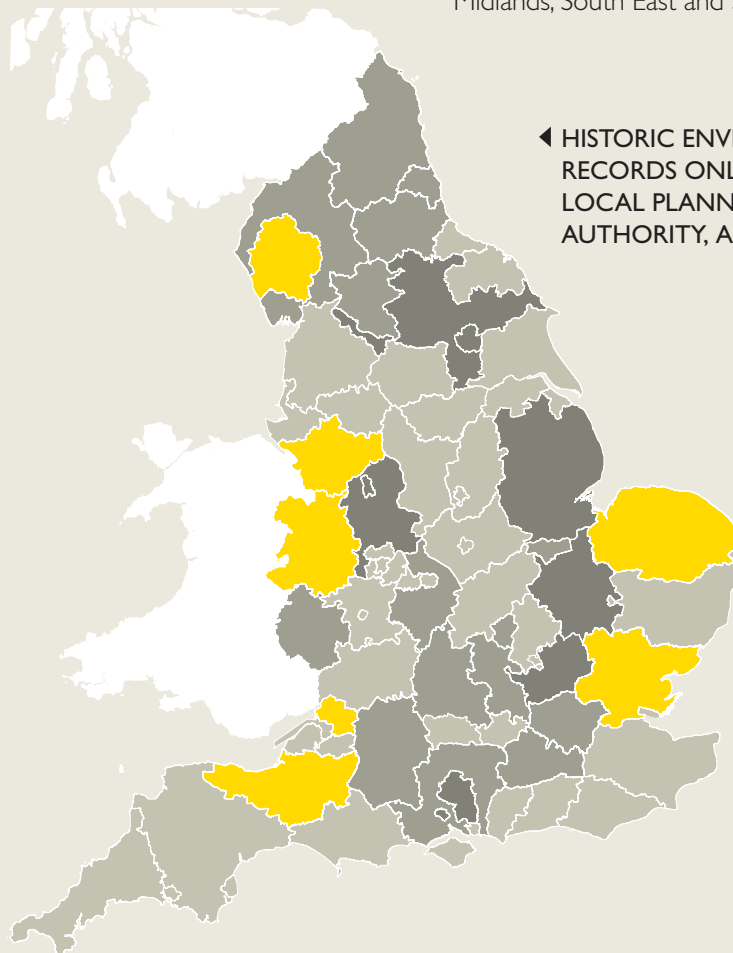 Midlands, South East and
◀ HISTORIC ENV
RECORDS ONL
LOCAL PLANN
AUTHORITY, A